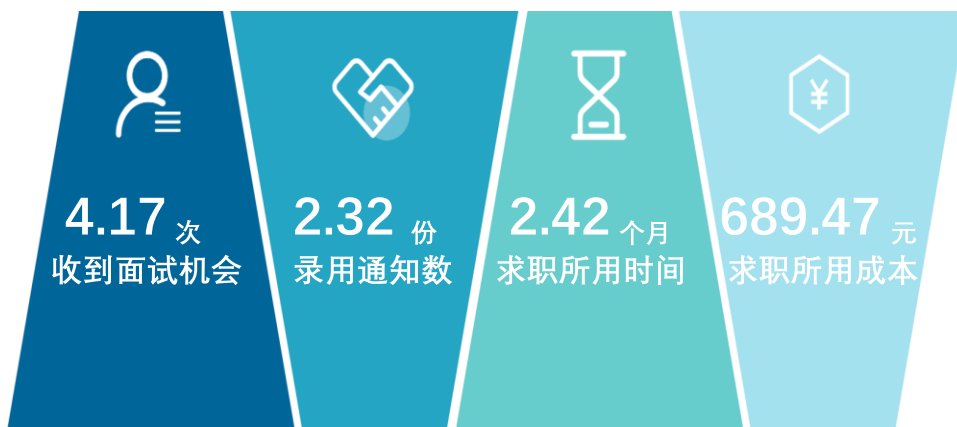 4.17 次
收到面试机会
2.32 份
录用通知数
2.42 个月
求职所用时间
¥
689.47 元
求职所用成本